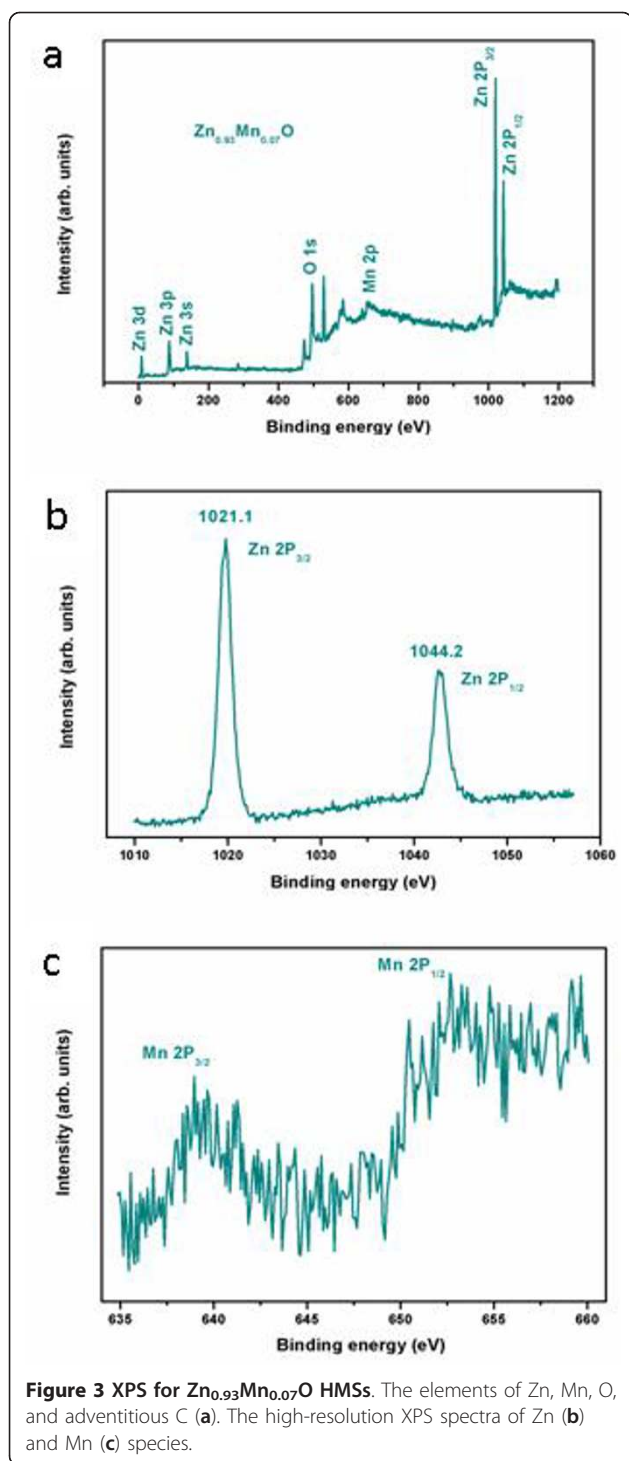 a
Zn₀.₉₃Mn₀.₀₇O
Intensity (arb. units)
Zn 3d
Zn 3p
Zn 3s
O 1s
Mn 2p
Zn 2P₃/₂
Zn 2P₁/₂
0 200 400 600 800 1000 1200
Binding energy (eV)
b
1021.1
Zn 2P₃/₂
1044.2
Zn 2P₁/₂
Intensity (arb. units)
1010 1020 1030 1040 1050 1060
Binding energy (eV)
c
Mn 2P₁/₂
Mn 2P₃/₂
Intensity (arb. units)
635 640 645 650 655 660
Binding energy (eV)
Figure 3 XPS for Zn₀.₉₃Mn₀.₀₇O HMSs. The elements of Zn, Mn, O,
and adventitious C (a). The high-resolution XPS spectra of Zn (b)
and Mn (c) species.